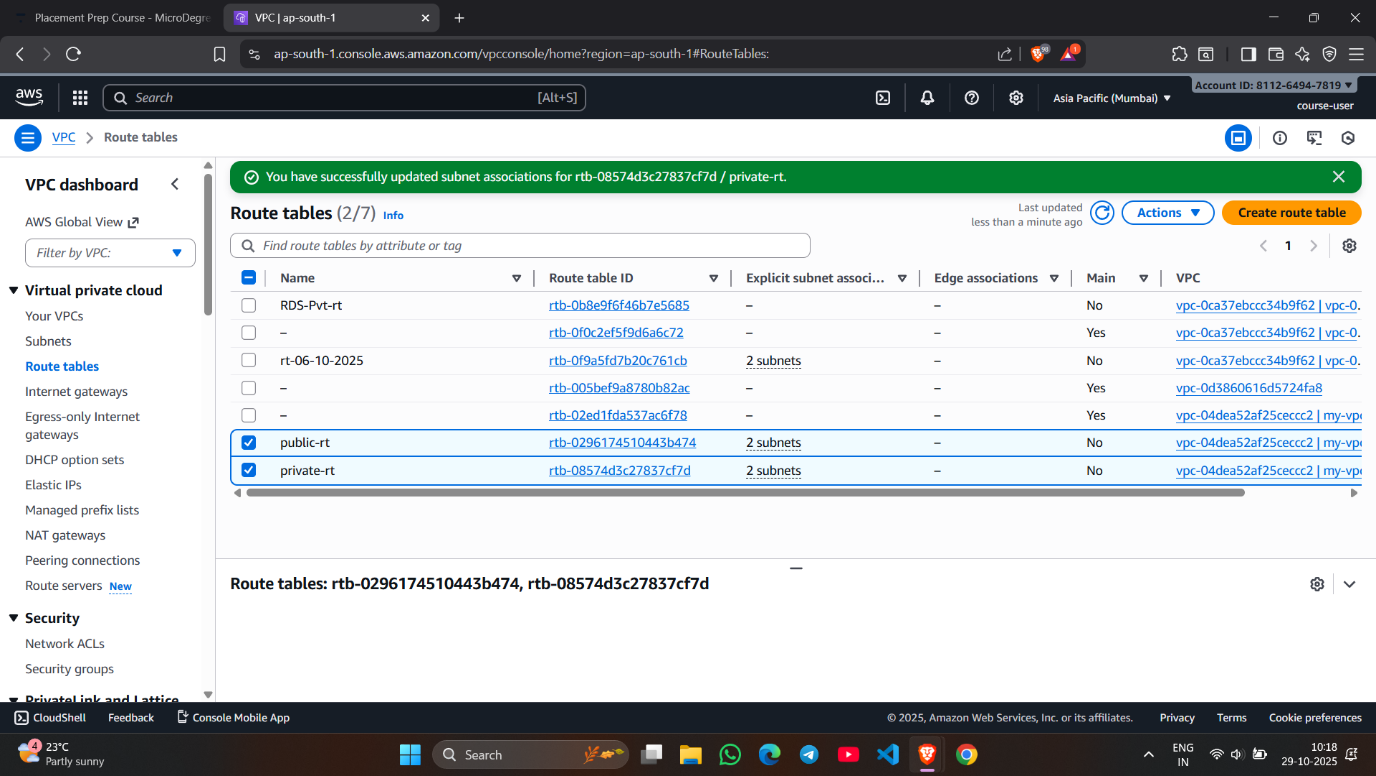 Placement Prep Course - MicroDegre
VPC | ap-south-1
ap-south-1.console.aws.amazon.com/vpcconsole/home?region=ap-south-1#RouteTables:
98
1
aws
Search
[Alt+S]
Asia Pacific (Mumbai)
Account ID: 8112-6494-7819
course-user
VPC
Route tables
VPC dashboard
AWS Global View
Filter by VPC:
Virtual private cloud
Your VPCs
Subnets
Route tables
Internet gateways
Egress-only Internet
gateways
DHCP option sets
Elastic IPs
Managed prefix lists
NAT gateways
Peering connections
Route servers New
Security
Network ACLs
Security groups
PrivateLink and Lattice
You have successfully updated subnet associations for rtb-08574d3c27837cf7d / private-rt.
Route tables (2/7) Info
Last updated
less than a minute ago
Actions
Create route table
Find route tables by attribute or tag
1
Name Route table ID Explicit subnet associ... Edge associations Main VPC
RDS-Pvt-rt rtb-0b8e9f6f46b7e5685 – – No vpc-0ca37ebccc34b9f62 | vpc-0.
– rtb-0f0c2ef5f9d6a6c72 – – Yes vpc-0ca37ebccc34b9f62 | vpc-0.
rt-06-10-2025 rtb-0f9a5fd7b20c761cb 2 subnets – No vpc-0ca37ebccc34b9f62 | vpc-0.
– rtb-005bef9a8780b82ac – – Yes vpc-0d3860616d5724fa8
– rtb-02ed1fda537ac6f78 – – Yes vpc-04dea52af25ceccc2 | my-vpc
public-rt rtb-0296174510443b474 2 subnets – No vpc-04dea52af25ceccc2 | my-vpc
private-rt rtb-08574d3c27837cf7d 2 subnets – No vpc-04dea52af25ceccc2 | my-vpc
Route tables: rtb-0296174510443b474, rtb-08574d3c27837cf7d
CloudShell
Feedback
Console Mobile App
© 2025, Amazon Web Services, Inc. or its affiliates.
Privacy
Terms
Cookie preferences
4
23°C
Partly sunny
Search
ENG
IN
10:18
29-10-2025